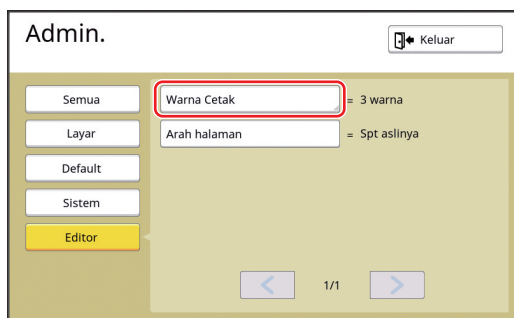 Admin.
Keluar
Semua
Warna Cetak = 3 warna
Layar
Arah halaman = Spt aslinya
Default
Sistem
Editor
1/1